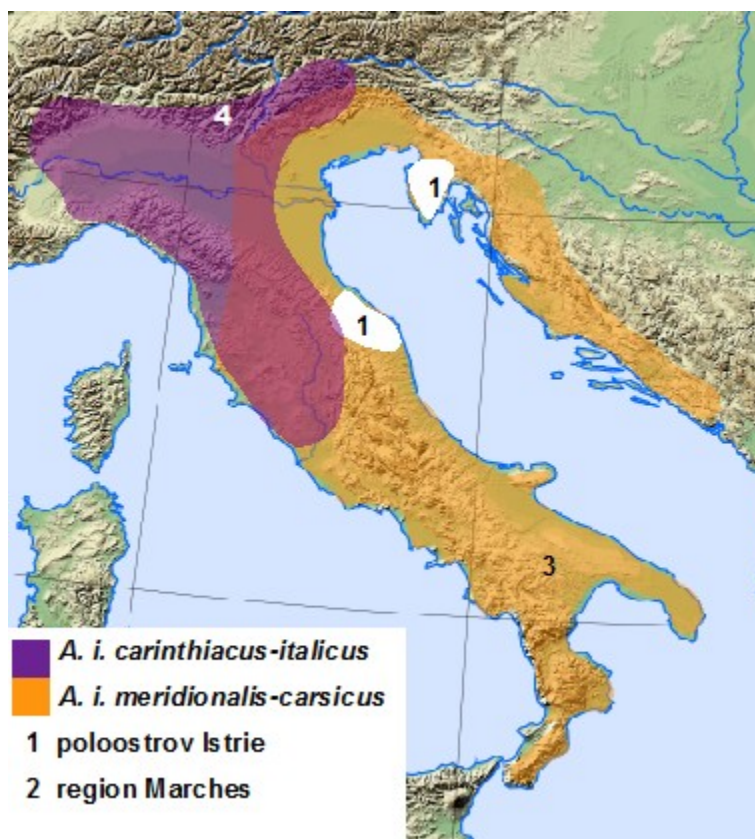 4
1
1
3
A. i. carinthiacus-italicus
A. i. meridionalis-carsicus
1 poloostrov Istrie
2 region Marches